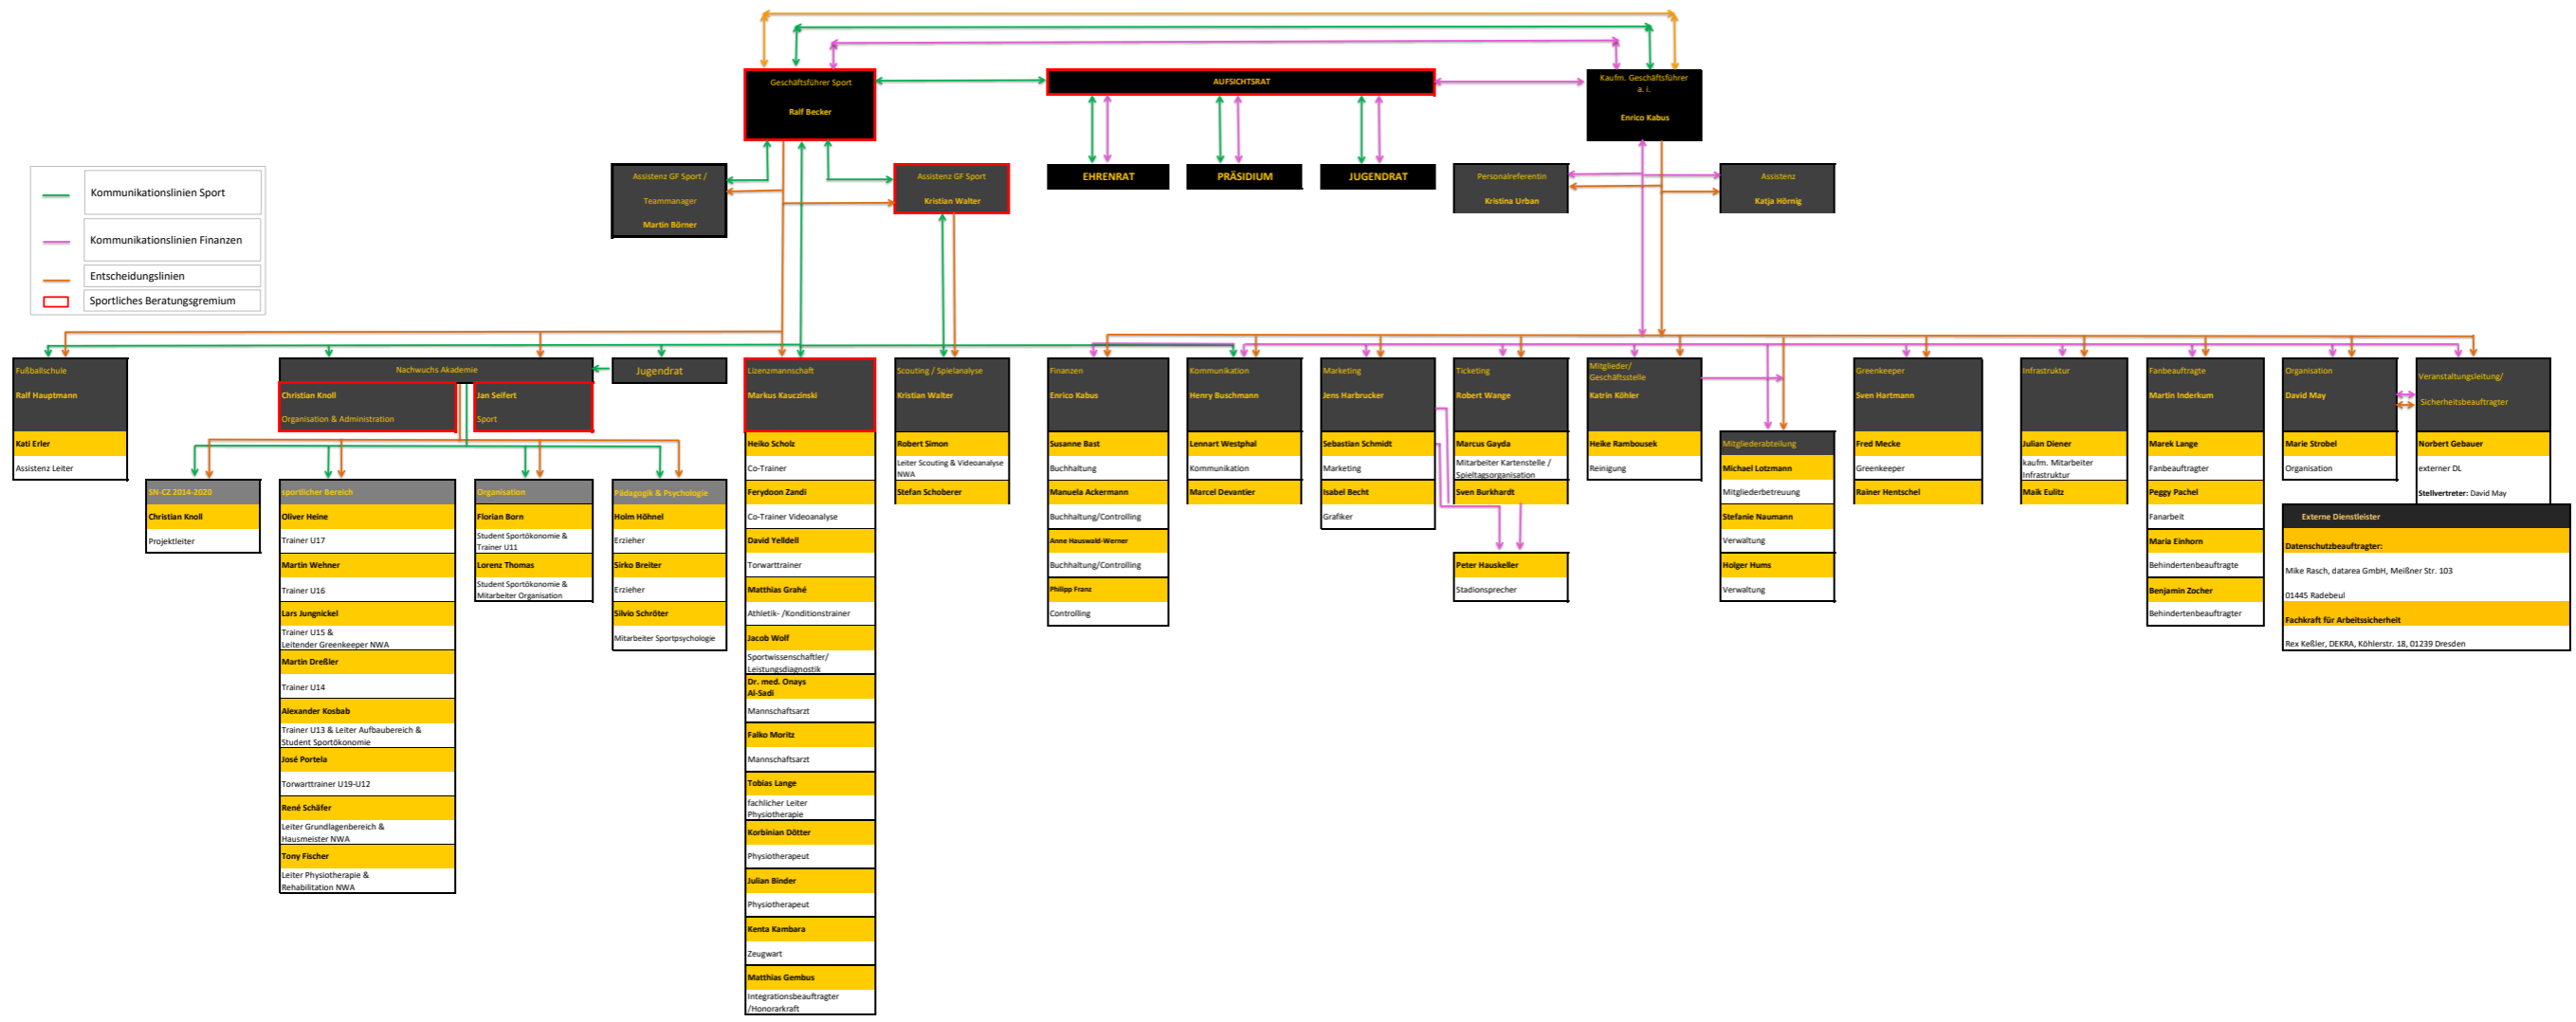 Geschäftsführer Sport
Ralf Becker
AUFSICHTSRAT
Kaufm. Geschäftsführer
a. i.
Enrico Kabus
Assistenz GF Sport /
Teammanager
Martin Börner
Assistenz GF Sport
Kristian Walter
EHRENRAT
PRÄSIDIUM
JUGENDRAT
Personalreferentin
Kristina Urban
Assistenz
Katja Hörnig
Kommunikationslinien Sport
Kommunikationslinien Finanzen
Entscheidungslinien
Sportliches Beratungsgremium
Fußballschule
Ralf Hauptmann
Kati Erler
Assistenz Leiter
Nachwuchs Akademie
Christian Knoll
Organisation & Administration
Jan Seifert
Sport
Jugendrat
SN-CZ 2014-2020
Christian Knoll
Projektleiter
sportlicher Bereich
Oliver Heine
Trainer U17
Martin Wehner
Trainer U16
Lars Jungnickel
Trainer U15 &
Leitender Greenkeeper NWA
Martin Dreßler
Trainer U14
Alexander Kosbab
Trainer U13 & Leiter Aufbaubereich &
Student Sportökonomie
José Portela
Torwarttrainer U19-U12
René Schäfer
Leiter Grundlagenbereich &
Hausmeister NWA
Tony Fischer
Leiter Physiotherapie &
Rehabilitation NWA
Organisation
Florian Born
Student Sportökonomie &
Trainer U11
Lorenz Thomas
Student Sportökonomie &
Mitarbeiter Organisation
Pädagogik & Psychologie
Holm Höhnel
Erzieher
Sirko Breiter
Erzieher
Silvio Schröter
Mitarbeiter Sportpsychologie
Lizenzmannschaft
Markus Kauczinski
Heiko Scholz
Co-Trainer
Ferydoon Zandi
Co-Trainer Videoanalyse
David Yelldell
Torwarttrainer
Matthias Grahé
Athletik- /Konditionstrainer
Jacob Wolf
Sportwissenschaftler/
Leistungsdiagnostik
Dr. med. Onays
Al-Sadi
Mannschaftsarzt
Falko Moritz
Mannschaftsarzt
Tobias Lange
fachlicher Leiter
Physiotherapie
Korbinian Dötter
Physiotherapeut
Julian Binder
Physiotherapeut
Kenta Kambara
Zeugwart
Matthias Gembus
Integrationsbeauftragter
/Honorarkraft
Scouting / Spielanalyse
Kristian Walter
Robert Simon
Leiter Scouting & Videoanalyse
NWA
Stefan Schoberer
Finanzen
Enrico Kabus
Susanne Bast
Buchhaltung
Manuela Ackermann
Buchhaltung/Controlling
Anne Hauswald-Werner
Buchhaltung/Controlling
Philipp Franz
Controlling
Kommunikation
Henry Buschmann
Lennart Westphal
Kommunikation
Marcel Devantier
Marketing
Jens Harbrucker
Sebastian Schmidt
Marketing
Isabel Becht
Grafiker
Ticketing
Robert Wange
Marcus Gayda
Mitarbeiter Kartenstelle /
Spieltagsorganisation
Sven Burkhardt
Peter Hauskeller
Stadionsprecher
Mitglieder/
Geschäftsstelle
Katrin Köhler
Heike Rambousek
Reinigung
Mitgliederabteilung
Michael Lotzmann
Mitgliederbetreuung
Stefanie Naumann
Verwaltung
Holger Hums
Verwaltung
Greenkeeper
Sven Hartmann
Fred Mecke
Greenkeeper
Rainer Hentschel
Infrastruktur
Julian Diener
kaufm. Mitarbeiter
Infrastruktur
Maik Eulitz
Fanbeauftragte
Martin Inderkum
Marek Lange
Fanbeauftragter
Peggy Pachel
Fanarbeit
Maria Einhorn
Behindertenbeauftragte
Benjamin Zocher
Behindertenbeauftragter
Organisation
David May
Marie Strobel
Organisation
Veranstaltungsleitung/
Sicherheitsbeauftragter
Norbert Gebauer
externer DL
Stellvertreter: David May
Externe Dienstleister
Datenschutzbeauftragter:
Mike Rasch, datarea GmbH, Meißner Str. 103
01445 Radebeul
Fachkraft für Arbeitssicherheit
Rex Keßler, DEKRA, Köhlerstr. 18, 01239 Dresden